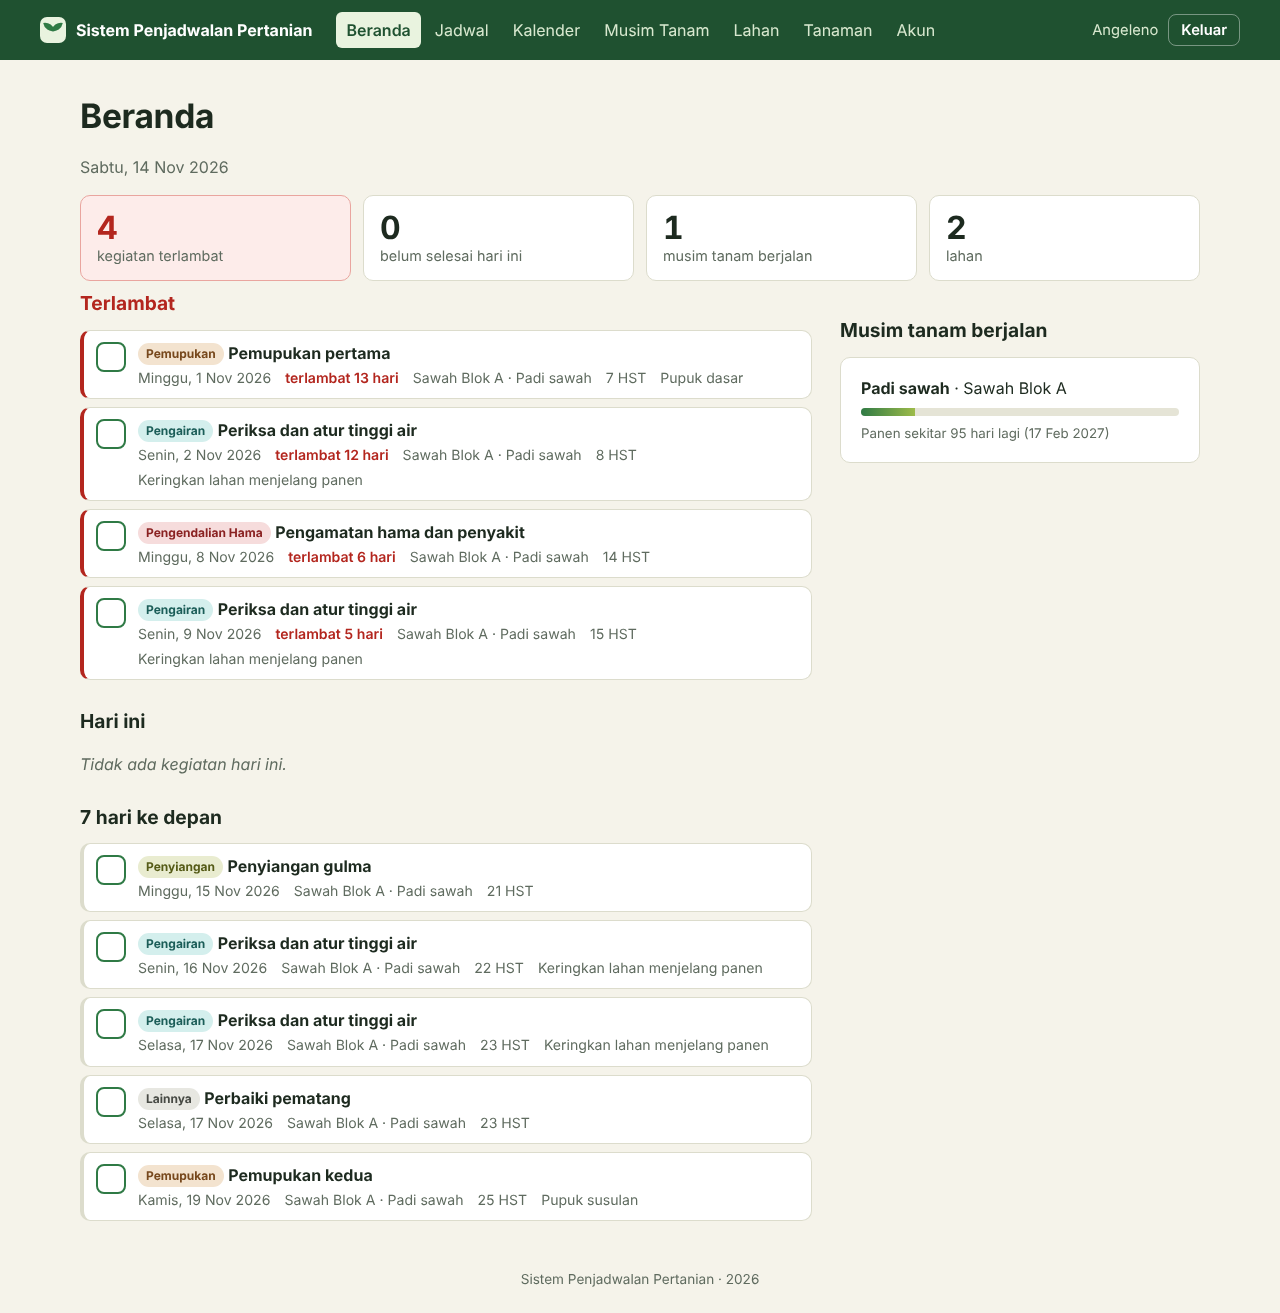 Sistem Penjadwalan Pertanian
Beranda
Jadwal
Kalender
Musim Tanam
Lahan
Tanaman
Akun
Angeleno
Keluar
Beranda
Sabtu, 14 Nov 2026
4
kegiatan terlambat
0
belum selesai hari ini
1
musim tanam berjalan
2
lahan
Terlambat
Pemupukan Pemupukan pertama
Minggu, 1 Nov 2026 terlambat 13 hari Sawah Blok A · Padi sawah 7 HST Pupuk dasar
Pengairan Periksa dan atur tinggi air
Senin, 2 Nov 2026 terlambat 12 hari Sawah Blok A · Padi sawah 8 HST
Keringkan lahan menjelang panen
Pengendalian Hama Pengamatan hama dan penyakit
Minggu, 8 Nov 2026 terlambat 6 hari Sawah Blok A · Padi sawah 14 HST
Pengairan Periksa dan atur tinggi air
Senin, 9 Nov 2026 terlambat 5 hari Sawah Blok A · Padi sawah 15 HST
Keringkan lahan menjelang panen
Hari ini
Tidak ada kegiatan hari ini.
7 hari ke depan
Penyiangan Penyiangan gulma
Minggu, 15 Nov 2026 Sawah Blok A · Padi sawah 21 HST
Pengairan Periksa dan atur tinggi air
Senin, 16 Nov 2026 Sawah Blok A · Padi sawah 22 HST Keringkan lahan menjelang panen
Pengairan Periksa dan atur tinggi air
Selasa, 17 Nov 2026 Sawah Blok A · Padi sawah 23 HST Keringkan lahan menjelang panen
Lainnya Perbaiki pematang
Selasa, 17 Nov 2026 Sawah Blok A · Padi sawah 23 HST
Pemupukan Pemupukan kedua
Kamis, 19 Nov 2026 Sawah Blok A · Padi sawah 25 HST Pupuk susulan
Musim tanam berjalan
Padi sawah · Sawah Blok A
Panen sekitar 95 hari lagi (17 Feb 2027)
Sistem Penjadwalan Pertanian · 2026